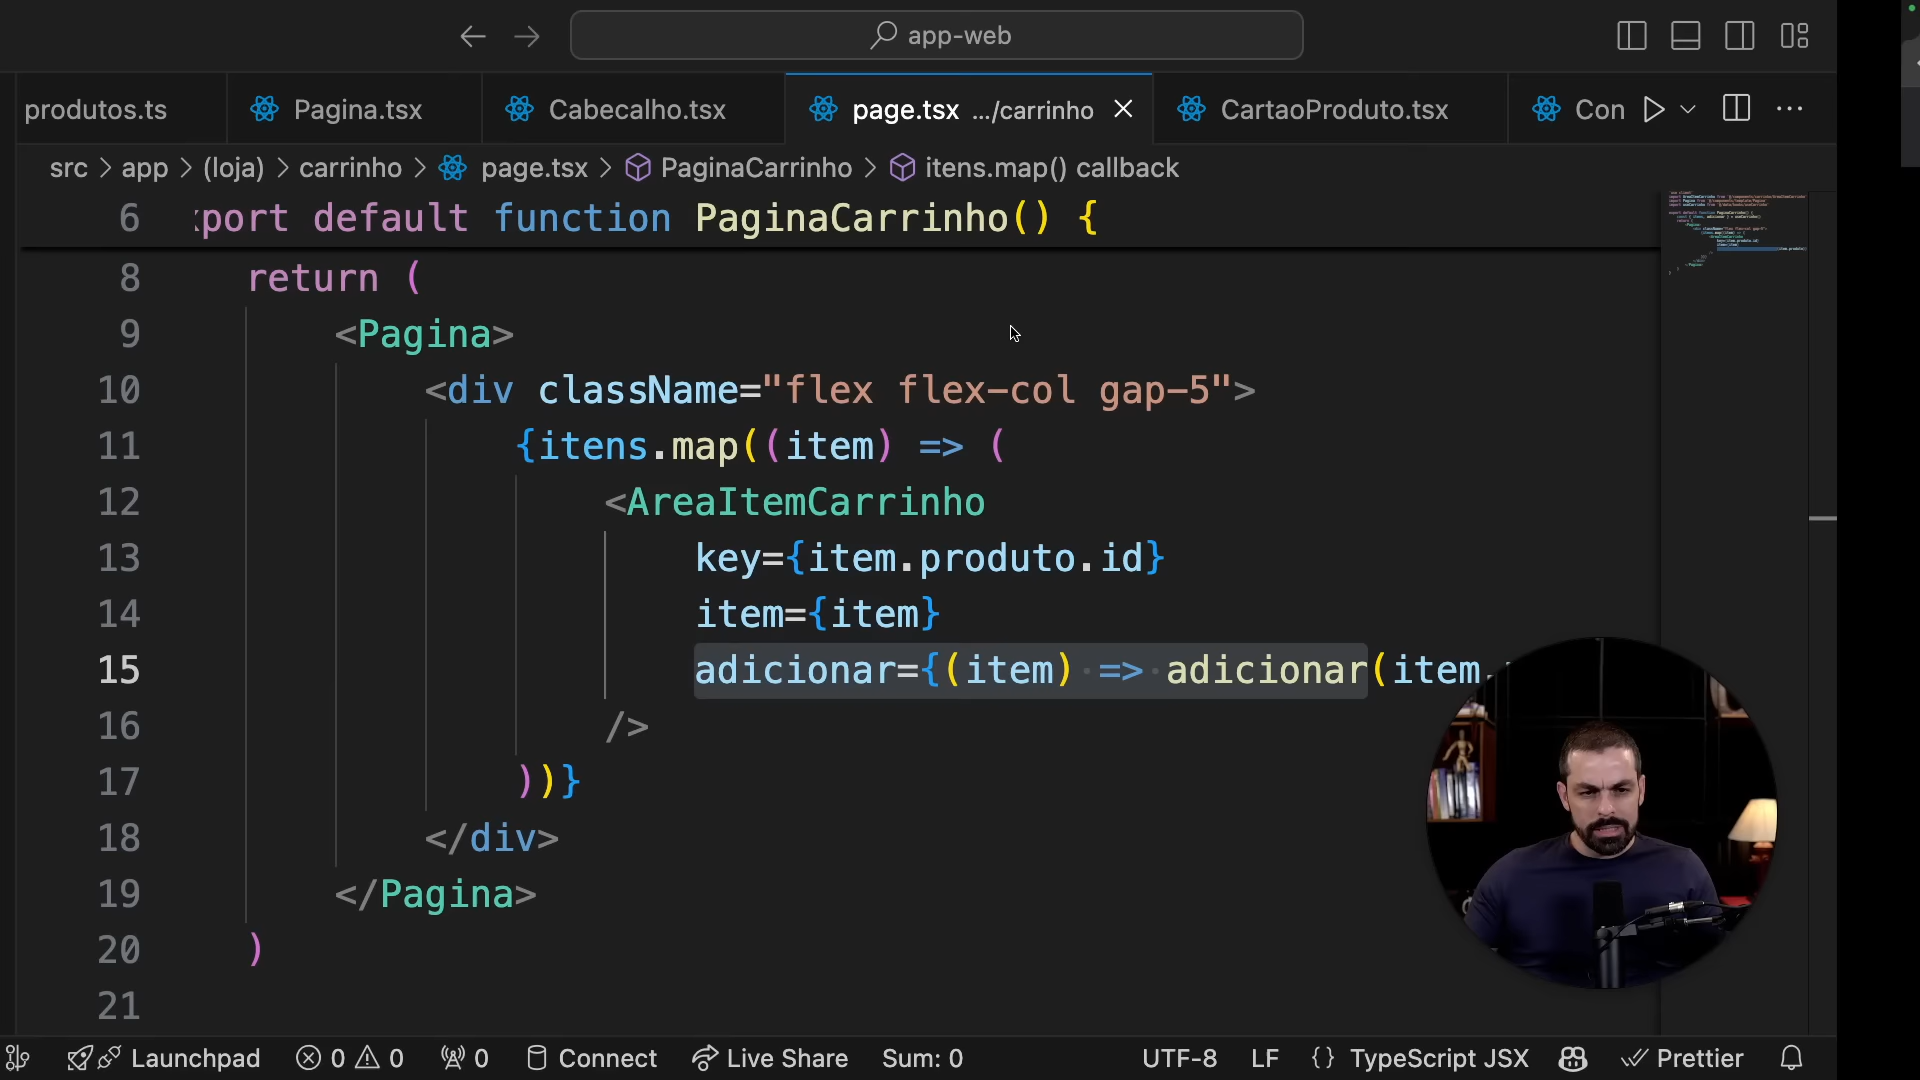 app-web
produtos.ts
Pagina.tsx
Cabecalho.tsx
page.tsx .../carrinho
CartaoProduto.tsx
Con
src > app > (loja) > carrinho > page.tsx > PaginaCarrinho > itens.map() callback
6 port default function PaginaCarrinho() {
8 return (
9 <Pagina>
10 <div className="flex flex-col gap-5">
11 {itens.map((item) => (
12 <AreaItemCarrinho
13 key={item.produto.id}
14 item={item}
15 adicionar={(item) => adicionar(item.
16 />
17 ))}
18 </div>
19 </Pagina>
20 )
21
Launchpad 0 0 0 Connect Live Share Sum: 0 UTF-8 LF {} TypeScript JSX Prettier